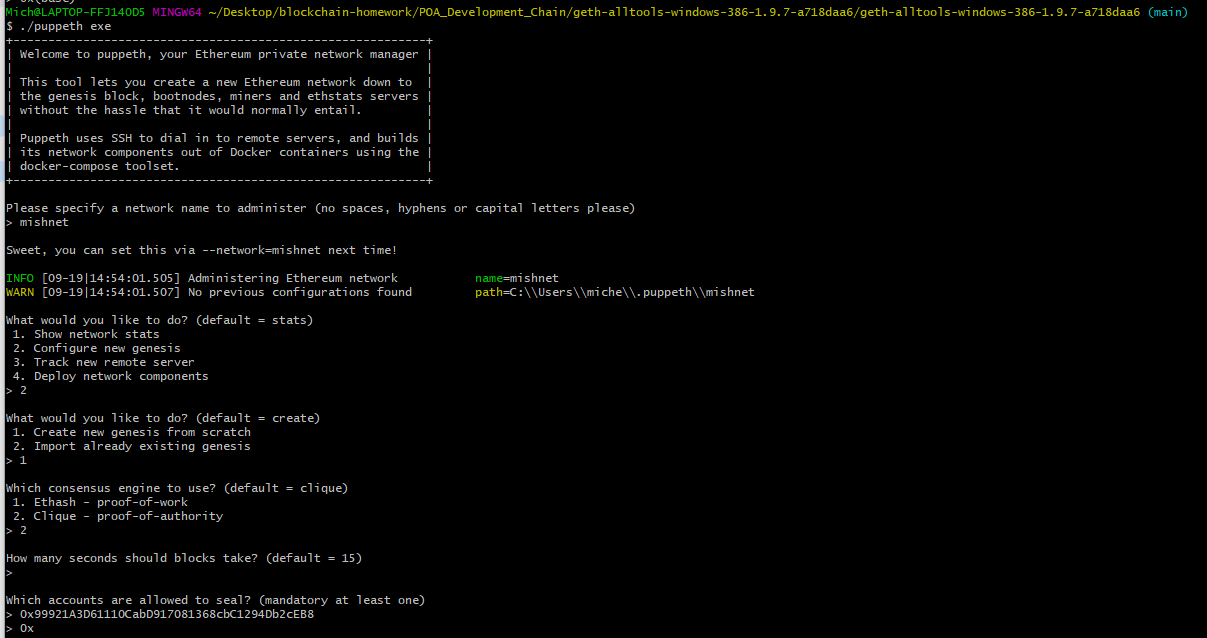 > 0x(base)
Mich@LAPTOP-FFJ14OD5 MINGW64 ~/Desktop/blockchain-homework/POA_Development_Chain/geth-alltools-windows-386-1.9.7-a718daa6/geth-alltools-windows-386-1.9.7-a718daa6 (main)
$ ./puppeth exe
+-----------------------------------------------------------+
| Welcome to puppeth, your Ethereum private network manager |
|                                                           |
| This tool lets you create a new Ethereum network down to  |
| the genesis block, bootnodes, miners and ethstats servers |
| without the hassle that it would normally entail.         |
|                                                           |
| Puppeth uses SSH to dial in to remote servers, and builds |
| its network components out of Docker containers using the |
| docker-compose toolset.                                   |
+-----------------------------------------------------------+
Please specify a network name to administer (no spaces, hyphens or capital letters please)
> mishnet
Sweet, you can set this via --network=mishnet next time!
INFO [09-19|14:54:01.505] Administering Ethereum network           name=mishnet
WARN [09-19|14:54:01.507] No previous configurations found         path=C:\\Users\\miche\\.puppeth\\mishnet
What would you like to do? (default = stats)
1. Show network stats
2. Configure new genesis
3. Track new remote server
4. Deploy network components
> 2
What would you like to do? (default = create)
1. Create new genesis from scratch
2. Import already existing genesis
> 1
Which consensus engine to use? (default = clique)
1. Ethash - proof-of-work
2. Clique - proof-of-authority
> 2
How many seconds should blocks take? (default = 15)
>
Which accounts are allowed to seal? (mandatory at least one)
> 0x99921A3D61110CabD917081368cbC1294Db2cEB8
> 0x